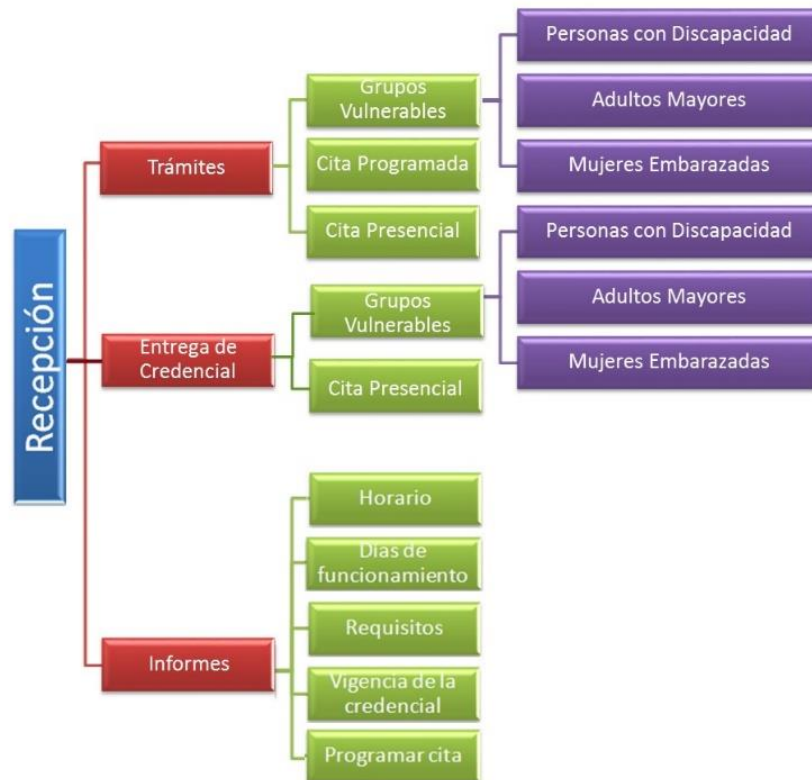 Recepción
Trámites
Grupos
Vulnerables
Personas con Discapacidad
Adultos Mayores
Mujeres Embarazadas
Cita Programada
Cita Presencial
Entrega de
Credencial
Grupos
Vulnerables
Personas con Discapacidad
Adultos Mayores
Mujeres Embarazadas
Cita Presencial
Informes
Horario
Días de
funcionamiento
Requisitos
Vigencia de la
credencial
Programar cita